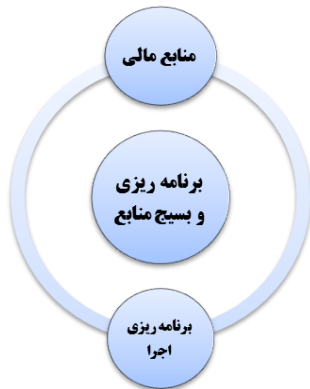 منابع مالی
برنامه ریزی
و بسیج منابع
برنامه ریزی
اجرا